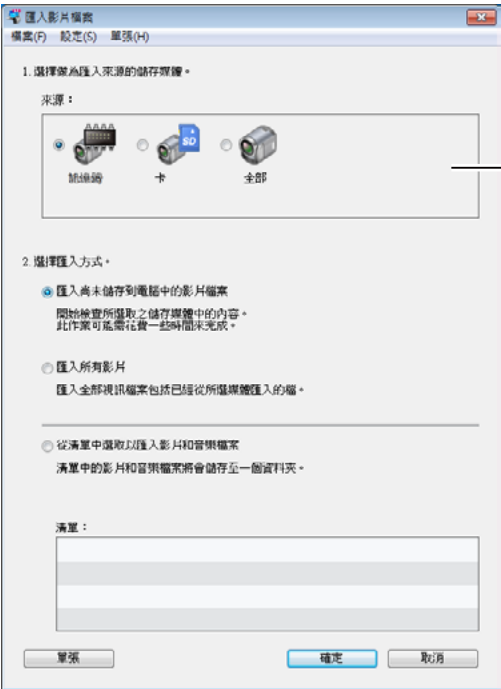 匯入影片檔案
檔案(F) 設定(S) 單張(H)
1. 選擇做為匯入來源的儲存媒體。
來源：
SD
記憶體 卡 全部
2. 選擇匯入方式。
匯入尚未儲存到電腦中的影片檔案
開始檢查所選取之儲存媒體中的內容。
此作業可能需花費一些時間來完成。
匯入所有影片
匯入全部視訊檔案包括已經從所選媒體匯入的檔。
從清單中選取以匯入影片和音樂檔案
清單中的影片和音樂檔案將會儲存至一個資料夾。
清單：
單張 確定 取消